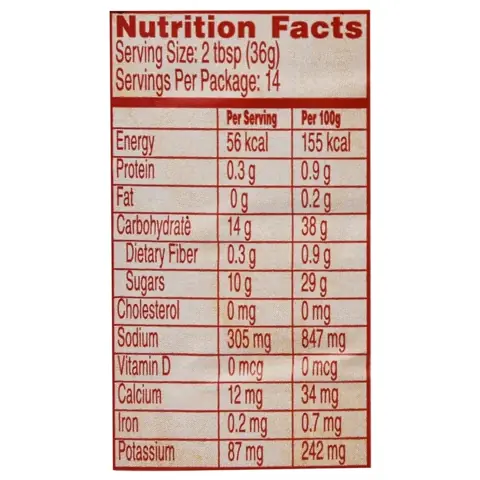 Nutrition Facts
Serving Size: 2 tbsp (36g)
Servings Per Package: 14
Per Serving Per 100g
Energy 56 kcal 155 kcal
Protein 0.3 g 0.9 g
Fat 0 g 0.2 g
Carbohydrate 14 g 38 g
Dietary Fiber 0.3 g 0.9 g
Sugars 10 g 29 g
Cholesterol 0 mg 0 mg
Sodium 305 mg 847 mg
Vitamin D 0 mcg 0 mcg
Calcium 12 mg 34 mg
Iron 0.2 mg 0.7 mg
Potassium 87 mg 242 mg